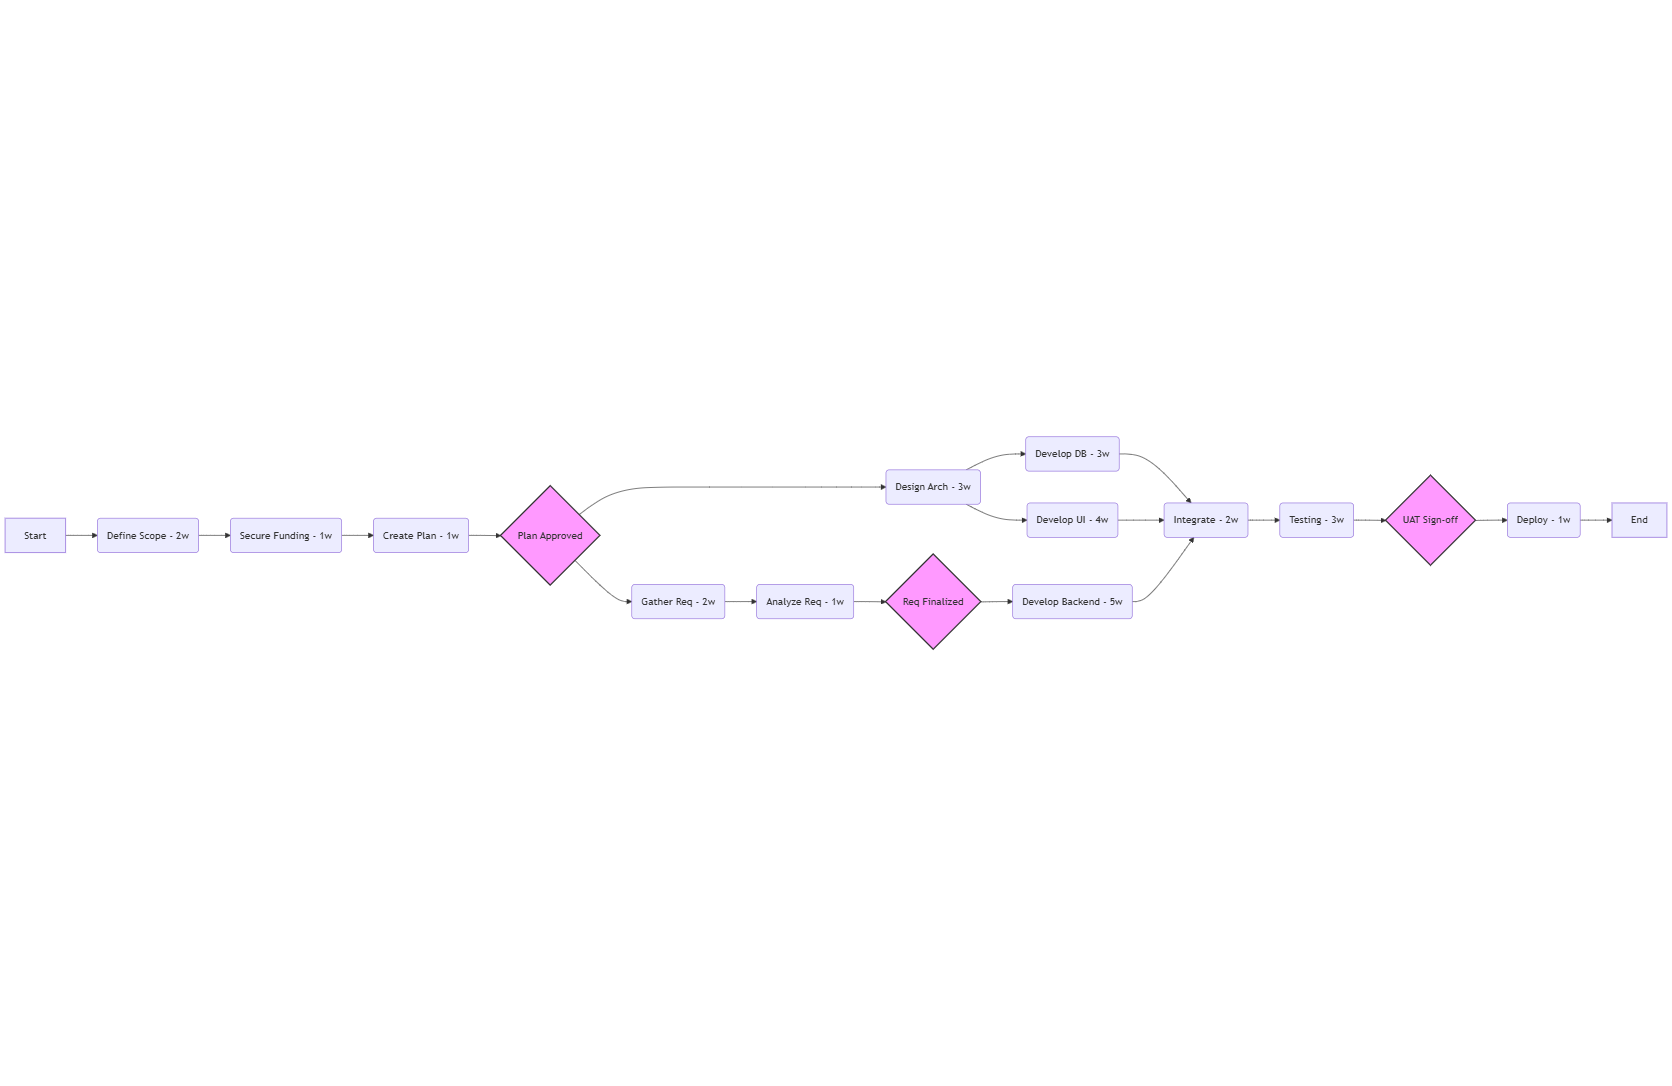 Start
Define Scope - 2w
Secure Funding - 1w
Create Plan - 1w
Plan Approved
Design Arch - 3w
Develop DB - 3w
Develop UI - 4w
Gather Req - 2w
Analyze Req - 1w
Req Finalized
Develop Backend - 5w
Integrate - 2w
Testing - 3w
UAT Sign-off
Deploy - 1w
End